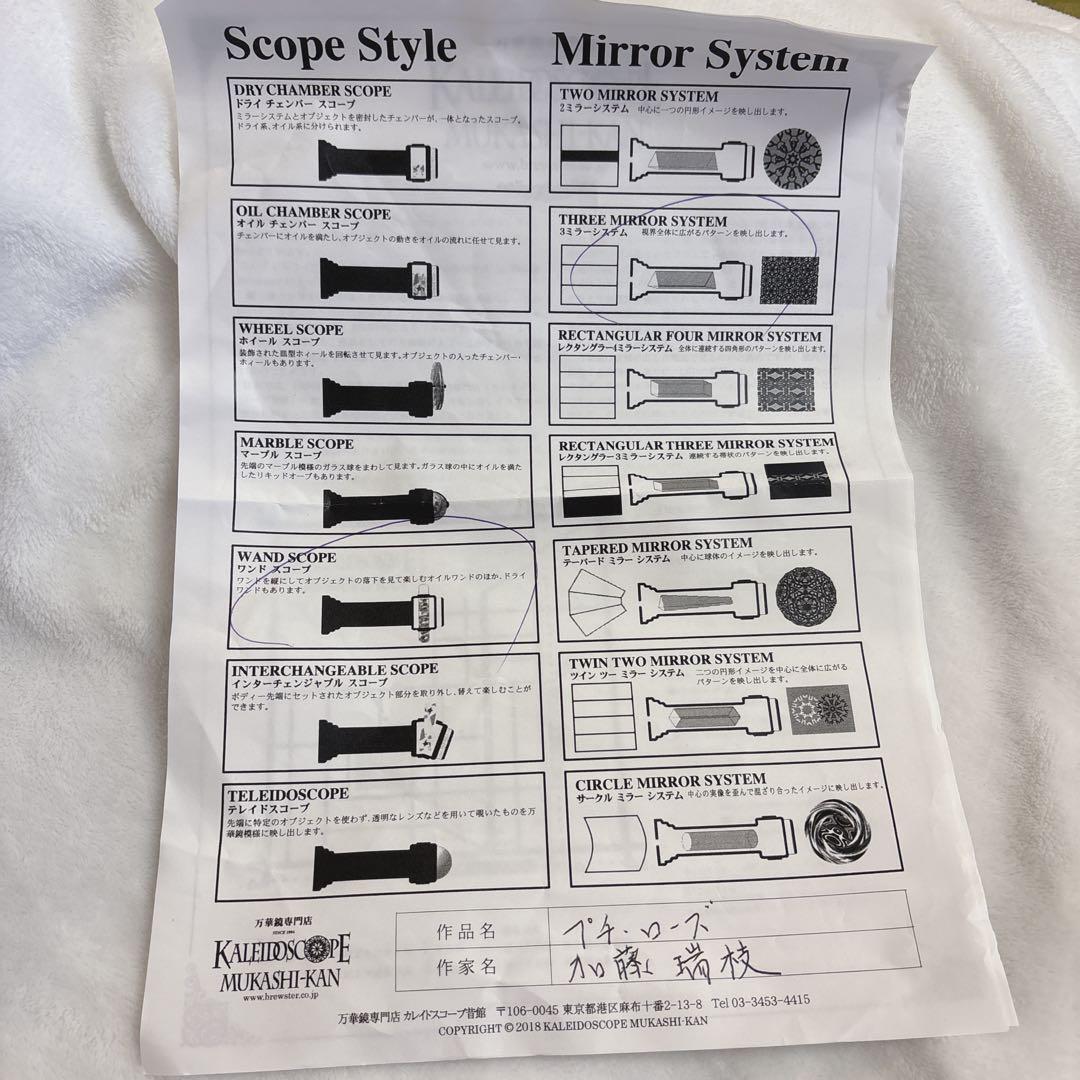 Scope Style
DRY CHAMBER SCOPE
ドライ チェンバー スコープ
ミラーシステムとオブジェクトを密封したチェンバーが、一体となったスコープ。
ドライ系、オイル系に分けられます。
OIL CHAMBER SCOPE
オイル チェンバー スコープ
チェンバーにオイルを満たし、オブジェクトの動きをオイルの流れに任せて見ます。
WHEEL SCOPE
ホイール スコープ
装飾された皿型ホィールを回転させて見ます。オブジェクトの入ったチェンバー・
ホィールもあります。
MARBLE SCOPE
マーブル スコープ
先端のマーブル模様のガラス球をまわして見ます。ガラス球の中にオイルを満た
したリキッドオーブもあります。
WAND SCOPE
ワンド スコープ
ワンドを縦にしてオブジェクトの落下を見て楽しむオイルワンドのほか、ドライ
ワンドもあります。
INTERCHANGEABLE SCOPE
インターチェンジャブル スコープ
ボディー先端にセットされたオブジェクト部分を取り外し、替えて楽しむことが
できます。
TELEIDOSCOPE
テレイドスコープ
先端に特定のオブジェクトを使わず、透明なレンズなどを用いて覗いたものを万
華鏡模様に映し出します。
Mirror System
TWO MIRROR SYSTEM
2ミラーシステム 中心に一つの円形イメージを映し出します。
THREE MIRROR SYSTEM
3ミラーシステム 視界全体に広がるパターンを映し出します。
RECTANGULAR FOUR MIRROR SYSTEM
レクタングラー4ミラーシステム 全体に連続する四角形のパターンを映し出します。
RECTANGULAR THREE MIRROR SYSTEM
レクタングラー3ミラーシステム 連続する帯状のパターンを映し出します。
TAPERED MIRROR SYSTEM
テーパード ミラー システム 中心に球体のイメージを映し出します。
TWIN TWO MIRROR SYSTEM
ツイン ツー ミラー システム 二つの円形イメージを中心に全体に広がる
パターンを映し出します。
CIRCLE MIRROR SYSTEM
サークル ミラー システム 中心の実像を歪んで混ざり合ったイメージに映し出します。
万華鏡専門店
SINCE 1994
KALEIDOSCOPE
MUKASHI-KAN
www.brewster.co.jp
作品名 プチ・ローズ
作家名 加藤 瑞枝
万華鏡専門店 カレイドスコープ昔館 〒106-0045 東京都港区麻布十番2-13-8 Tel 03-3453-4415
COPYRIGHT © 2018 KALEIDOSCOPE MUKASHI-KAN